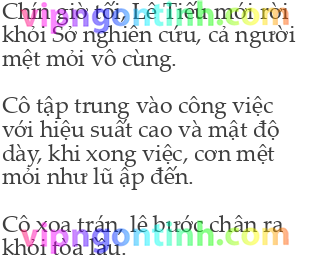 Chín giờ tối, Lê Tiếu mới rời
khỏi Sở nghiên cứu, cả người
mệt mỏi vô cùng.
Cô tập trung vào công việc
với hiệu suất cao và mật độ
dày, khi xong việc, cơn mệt
mỏi như lũ ập đến.
Cô xoa trán, lê bước chân ra
khỏi tòa lầu.
vipngontinh.com
vipngontinh.com